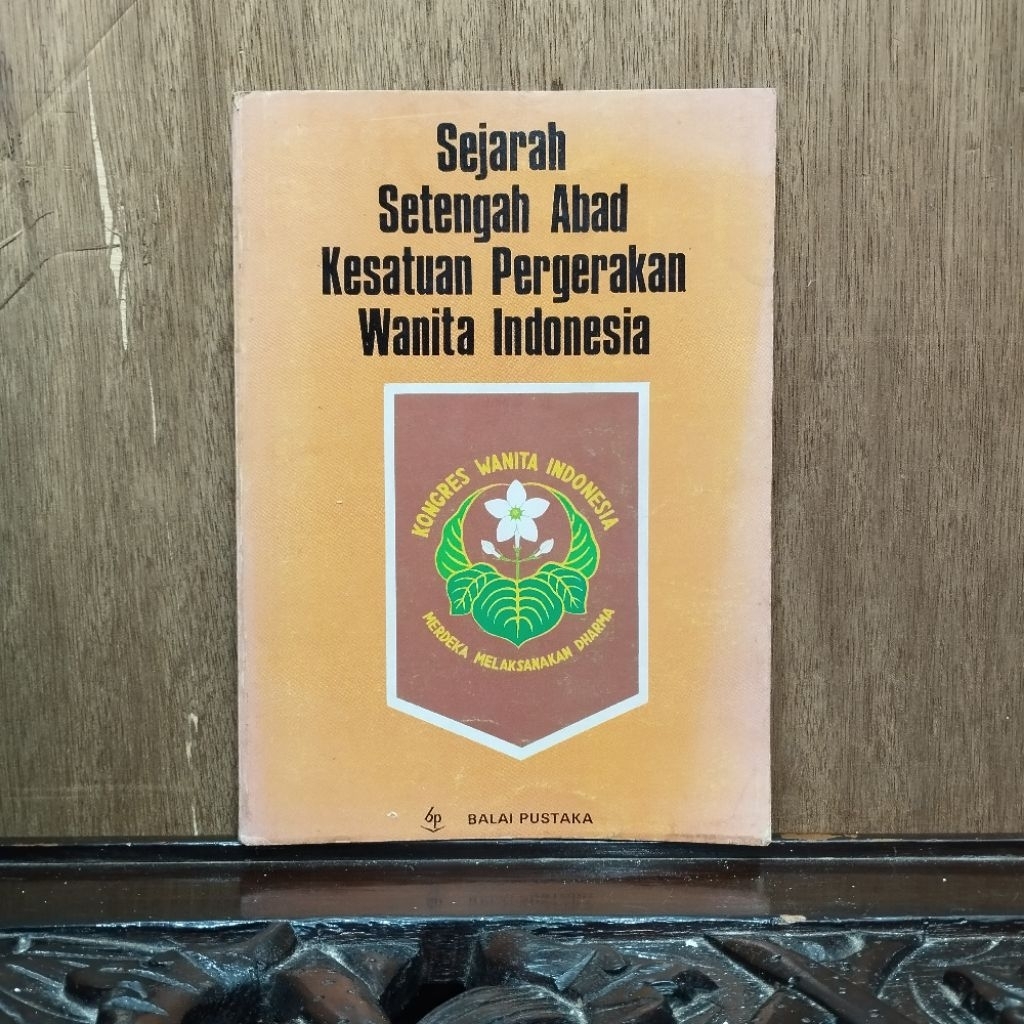 Sejarah
Setengah Abad
Kesatuan Pergerakan
Wanita Indonesia
KONGRES WANITA INDONESIA
MERDEKA MELAKSANAKAN DHARMA
bp BALAI PUSTAKA